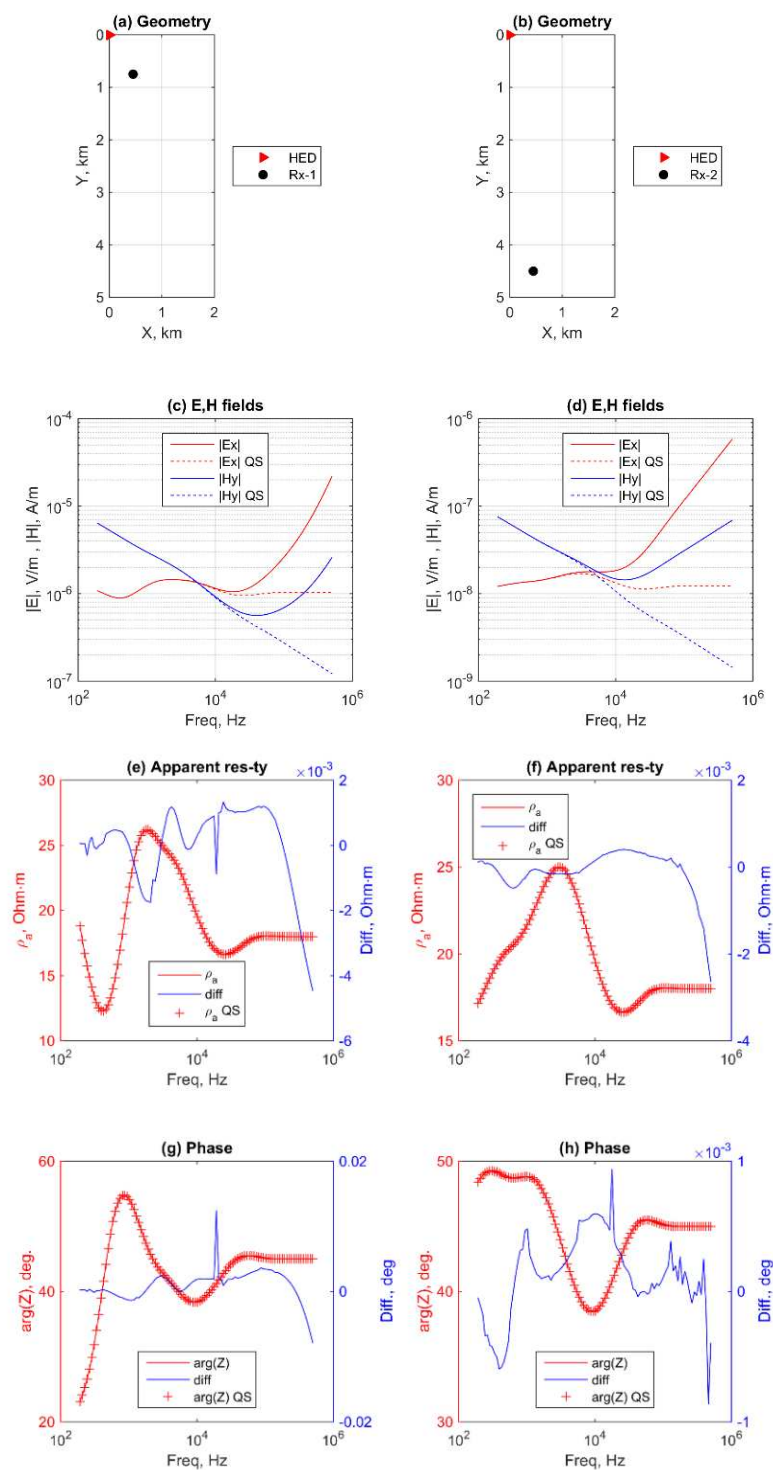 (a) Geometry
0
1
2
3
4
5
Y, km
0
1
2
X, km
HED
Rx-1
(b) Geometry
0
1
2
3
4
5
Y, km
0
1
2
X, km
HED
Rx-2
(c) E,H fields
10^-4
10^-5
10^-6
10^-7
|E|, V/m , |H|, A/m
|Ex|
|Ex| QS
|Hy|
|Hy| QS
10^2
10^4
10^6
Freq, Hz
(d) E,H fields
10^-6
10^-7
10^-8
10^-9
|E|, V/m , |H|, A/m
|Ex|
|Ex| QS
|Hy|
|Hy| QS
10^2
10^4
10^6
Freq, Hz
(e) Apparent res-ty
×10^-3
30
25
20
15
10
ρ_a, Ohm·m
2
0
-2
-4
-6
Diff., Ohm·m
ρ_a
diff
ρ_a QS
10^2
10^4
10^6
Freq, Hz
(f) Apparent res-ty
×10^-3
30
25
20
15
ρ_a, Ohm·m
2
0
-2
-4
Diff., Ohm·m
ρ_a
diff
ρ_a QS
10^2
10^4
10^6
Freq, Hz
(g) Phase
60
40
20
arg(Z), deg.
0.02
0
-0.02
Diff., deg
arg(Z)
diff
arg(Z) QS
10^2
10^4
10^6
Freq, Hz
(h) Phase
×10^-3
50
40
30
arg(Z), deg.
1
0
-1
Diff., deg
arg(Z)
diff
arg(Z) QS
10^2
10^4
10^6
Freq, Hz